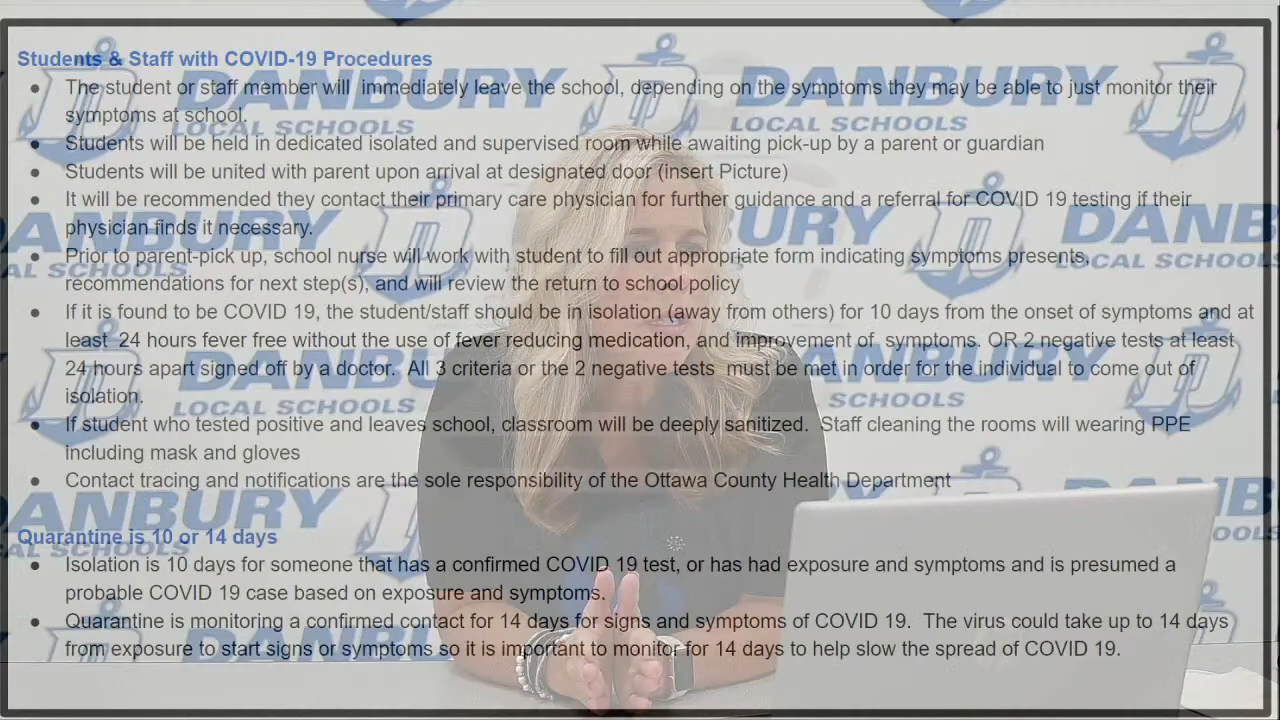 Students & Staff with COVID-19 Procedures
● The student or staff member will  immediately leave the school, depending on the symptoms they may be able to just monitor their
symptoms at school.
● Students will be held in dedicated isolated and supervised room while awaiting pick-up by a parent or guardian
● Students will be united with parent upon arrival at designated door (insert Picture)
● It will be recommended they contact their primary care physician for further guidance and a referral for COVID 19 testing if their
physician finds it necessary.
● Prior to parent-pick up, school nurse will work with student to fill out appropriate form indicating symptoms presents,
recommendations for next step(s), and will review the return to school policy
● If it is found to be COVID 19, the student/staff should be in isolation (away from others) for 10 days from the onset of symptoms and at
least  24 hours fever free without the use of fever reducing medication, and improvement of  symptoms. OR 2 negative tests at least
24 hours apart signed off by a doctor.  All 3 criteria or the 2 negative tests  must be met in order for the individual to come out of
isolation.
● If student who tested positive and leaves school, classroom will be deeply sanitized.  Staff cleaning the rooms will wearing PPE
including mask and gloves
● Contact tracing and notifications are the sole responsibility of the Ottawa County Health Department
Quarantine is 10 or 14 days
● Isolation is 10 days for someone that has a confirmed COVID 19 test, or has had exposure and symptoms and is presumed a
probable COVID 19 case based on exposure and symptoms.
● Quarantine is monitoring a confirmed contact for 14 days for signs and symptoms of COVID 19.  The virus could take up to 14 days
from exposure to start signs or symptoms so it is important to monitor for 14 days to help slow the spread of COVID 19.
DANBURY
LOCAL SCHOOLS
DANBURY
LOCAL SCHOOLS